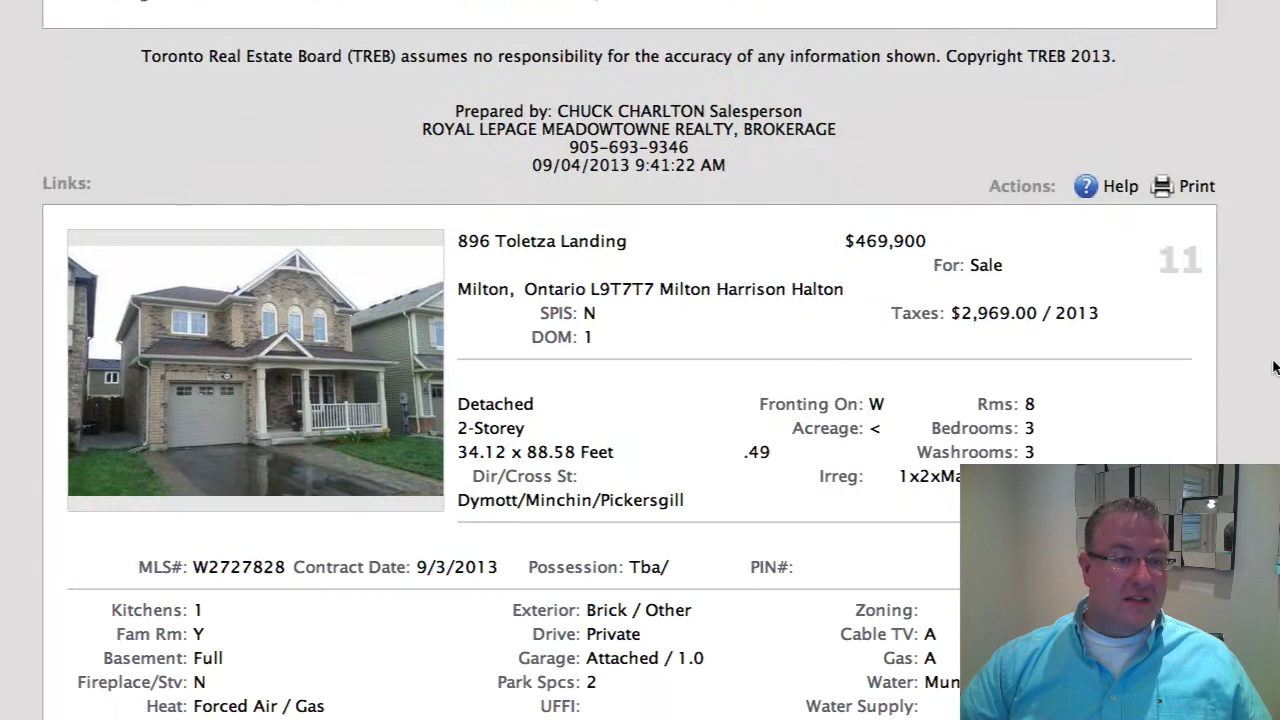 Toronto Real Estate Board (TREB) assumes no responsibility for the accuracy of any information shown. Copyright TREB 2013.
Prepared by: CHUCK CHARLTON Salesperson
ROYAL LEPAGE MEADOWTOWNE REALTY, BROKERAGE
905-693-9346
09/04/2013 9:41:22 AM
Links: Actions: ? Help Print
896 Toletza Landing $469,900 11
For: Sale
Milton, Ontario L9T7T7 Milton Harrison Halton
SPIS: N Taxes: $2,969.00 / 2013
DOM: 1
Detached Fronting On: W Rms: 8
2-Storey Acreage: < Bedrooms: 3
34.12 x 88.58 Feet .49 Washrooms: 3
Dir/Cross St: Irreg: 1x2xMa
Dymott/Minchin/Pickersgill
MLS#: W2727828 Contract Date: 9/3/2013 Possession: Tba/ PIN#:
Kitchens: 1 Exterior: Brick / Other Zoning:
Fam Rm: Y Drive: Private Cable TV: A
Basement: Full Garage: Attached / 1.0 Gas: A
Fireplace/Stv: N Park Spcs: 2 Water: Mun
Heat: Forced Air / Gas UFFI: Water Supply: